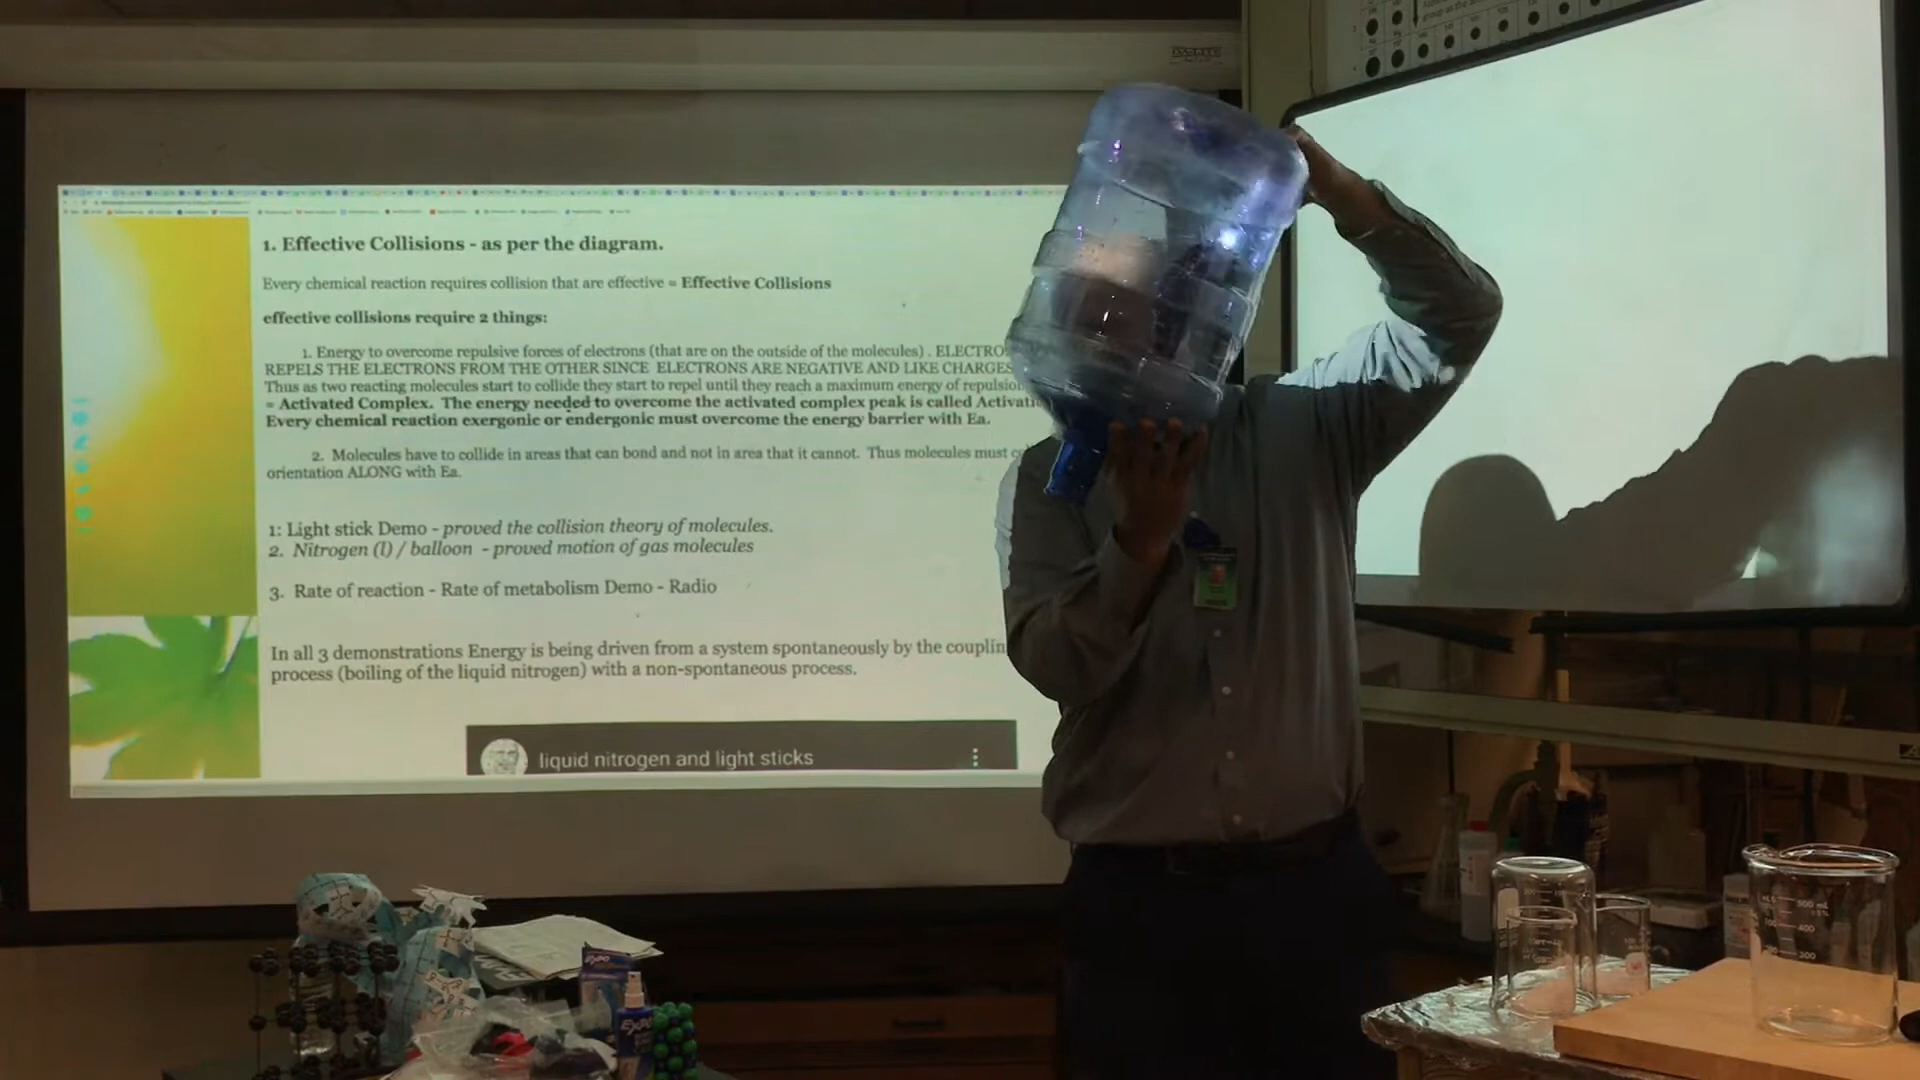 DA-LITE
1. Effective Collisions - as per the diagram.
Every chemical reaction requires collision that are effective = Effective Collisions
effective collisions require 2 things:
1. Energy to overcome repulsive forces of electrons (that are on the outside of the molecules) . ELECTRO
REPELS THE ELECTRONS FROM THE OTHER SINCE ELECTRONS ARE NEGATIVE AND LIKE CHARGES
Thus as two reacting molecules start to collide they start to repel until they reach a maximum energy of repulsion
= Activated Complex. The energy needed to overcome the activated complex peak is called Activati
Every chemical reaction exergonic or endergonic must overcome the energy barrier with Ea.
2. Molecules have to collide in areas that can bond and not in area that it cannot. Thus molecules must
orientation ALONG with Ea.
1: Light stick Demo - proved the collision theory of molecules.
2. Nitrogen (l) / balloon - proved motion of gas molecules
3. Rate of reaction - Rate of metabolism Demo - Radio
In all 3 demonstrations Energy is being driven from a system spontaneously by the couplin
process (boiling of the liquid nitrogen) with a non-spontaneous process.
liquid nitrogen and light sticks
EXPO
EXPO
500 mL
400
300